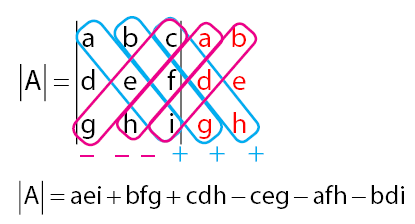 a b c a b
|A| = d e f d e
g h i g h
− − − + + +
|A| = aei + bfg + cdh − ceg − afh − bdi